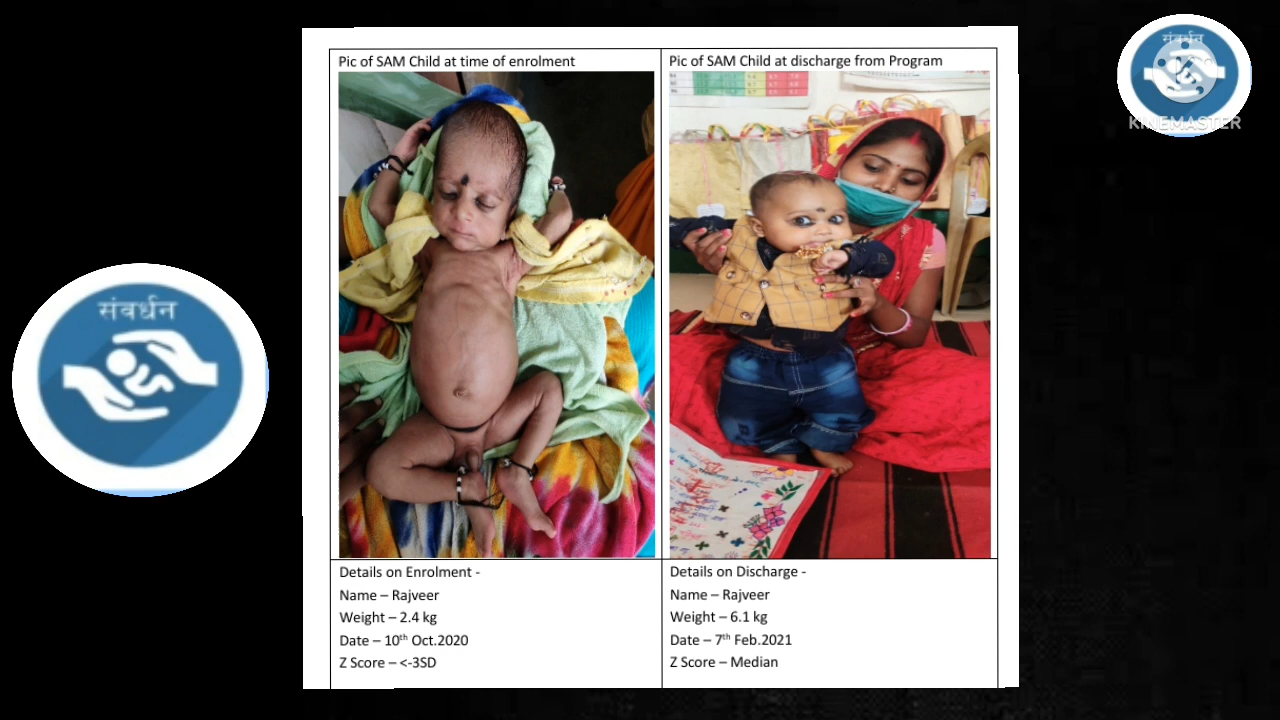 Pic of SAM Child at time of enrolment
Pic of SAM Child at discharge from Program
संवर्धन
KINEMASTER
संवर्धन
Details on Enrolment -
Name – Rajveer
Weight – 2.4 kg
Date – 10th Oct.2020
Z Score – <-3SD
Details on Discharge -
Name – Rajveer
Weight – 6.1 kg
Date – 7th Feb.2021
Z Score – Median